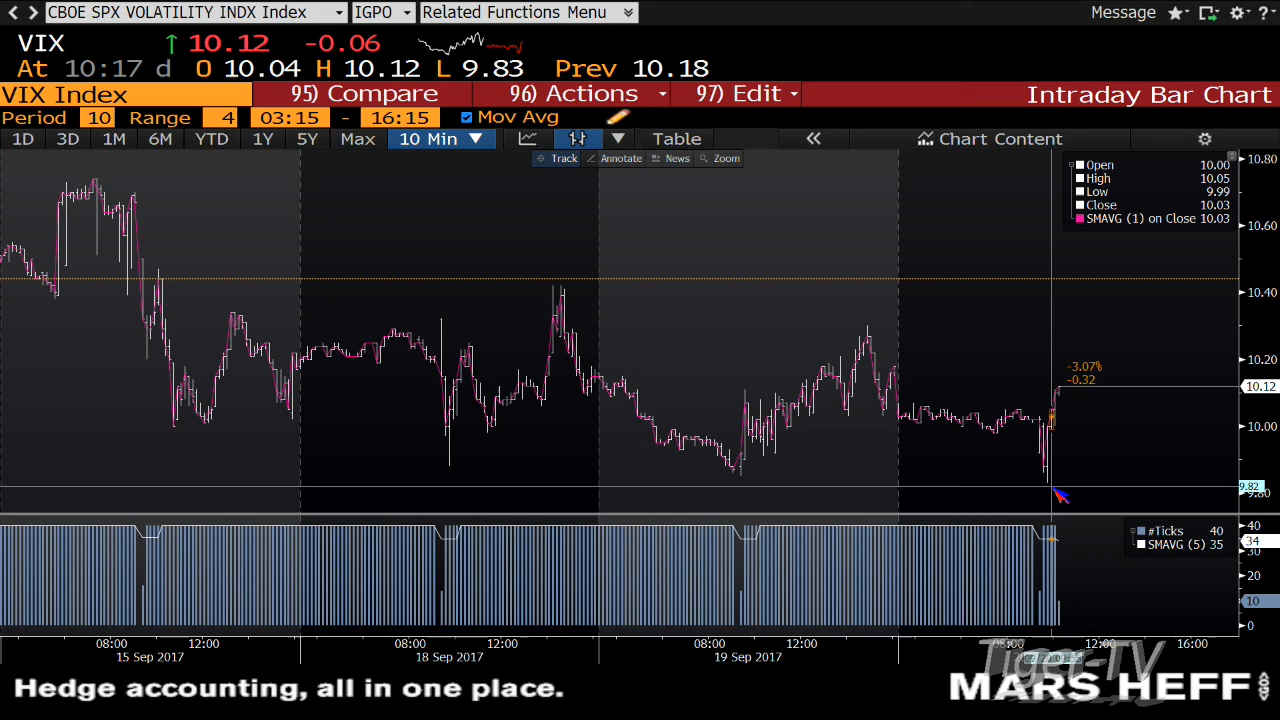 CBOE SPX VOLATILITY INDX Index IGPO Related Functions Menu Message ?
VIX 10.12 -0.06
At 10:17 d O 10.04 H 10.12 L 9.83 Prev 10.18
VIX Index 95) Compare 96) Actions 97) Edit Intraday Bar Chart
Period 10 Range 4 03:15 - 16:15 Mov Avg
1D 3D 1M 6M YTD 1Y 5Y Max 10 Min Table Chart Content
Track Annotate News Zoom
Open 10.00
High 10.05
Low 9.99
Close 10.03
SMAVG (1) on Close 10.03
10.80
10.60
10.40
10.20
-3.07%
-0.32
10.12
10.00
9.82
9.80
#Ticks 40
SMAVG (5) 35
40
34
30
20
10
0
08:00 12:00 08:00 12:00 08:00 12:00 08:00 12:00 16:00
15 Sep 2017 18 Sep 2017 19 Sep 2017
Tiger-TV
Hedge accounting, all in one place.
MARS HEFF